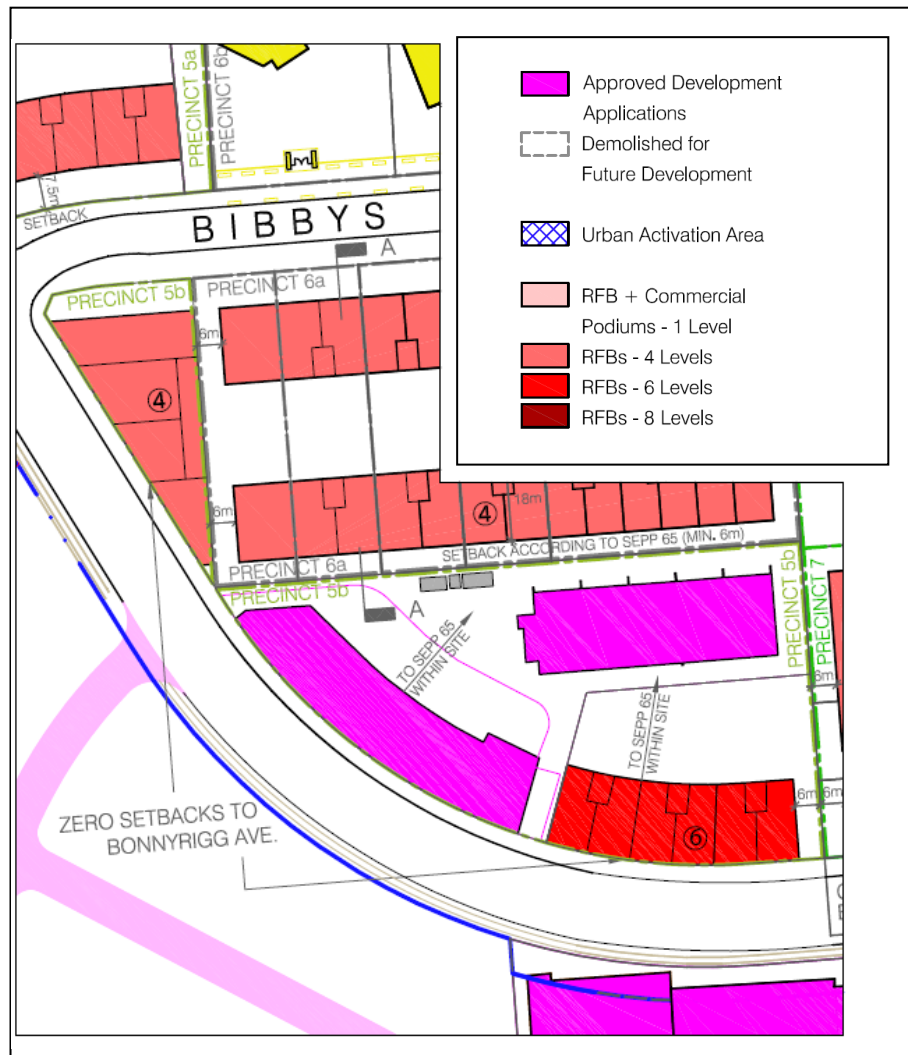 Approved Development
Applications
Demolished for
Future Development
Urban Activation Area
RFB + Commercial
Podiums - 1 Level
RFBs - 4 Levels
RFBs - 6 Levels
RFBs - 8 Levels
PRECINCT 5a
PRECINCT 6b
7.5m
SETBACK
BIBBYS
A
PRECINCT 5b
PRECINCT 6a
6m
4
6m
4
18m
SETBACK ACCORDING TO SEPP 65 (MIN. 6m)
PRECINCT 6a
PRECINCT 5b
A
TO SEPP 65
WITHIN SITE
PRECINCT 5b
PRECINCT 7
6m
TO SEPP 65
WITHIN SITE
6m
6m
6
ZERO SETBACKS TO
BONNYRIGG AVE.